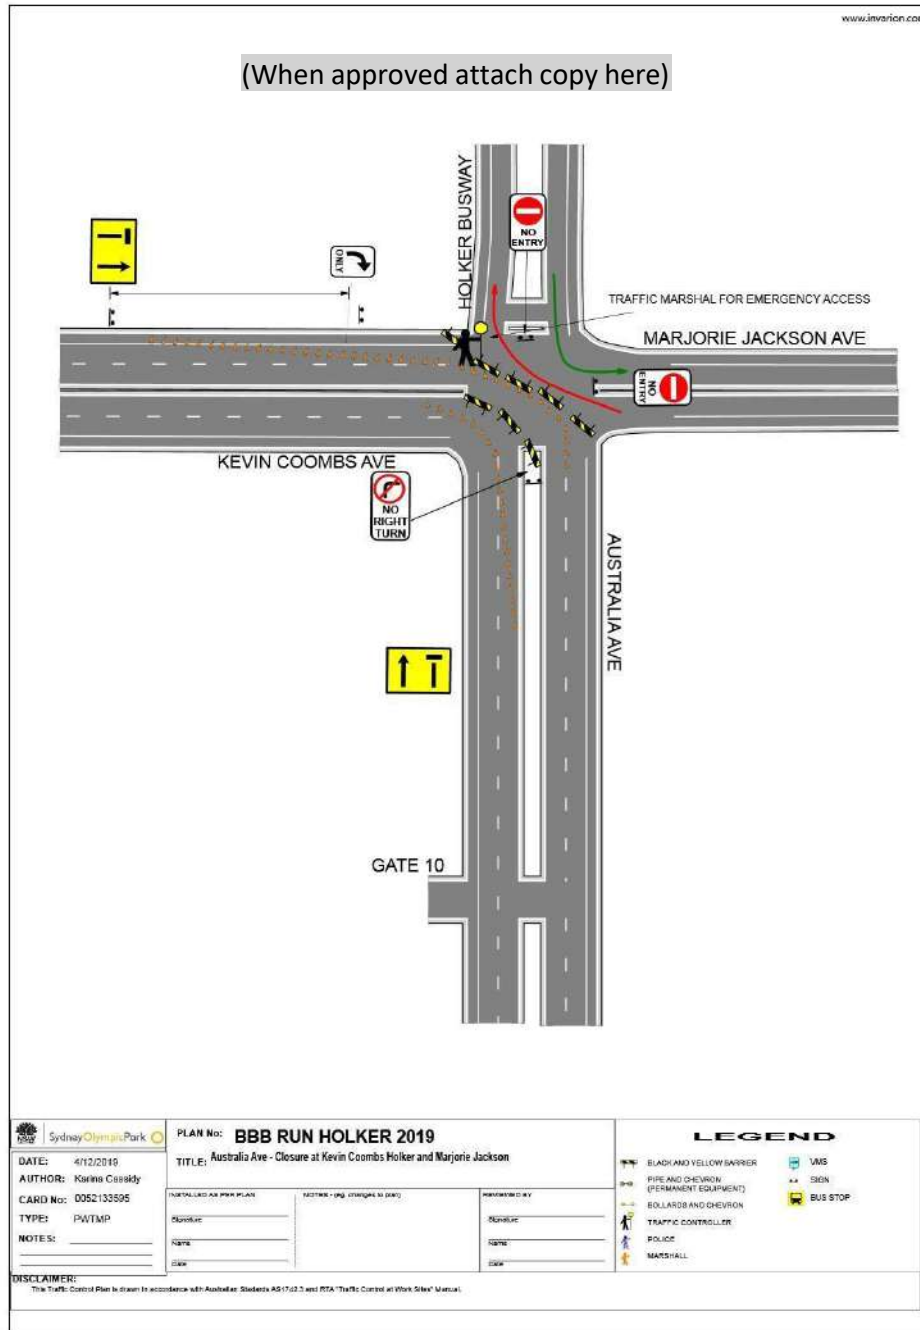 www.invarion.com
(When approved attach copy here)
HOLKER BUSWAY
NO
ENTRY
ONLY
TRAFFIC MARSHAL FOR EMERGENCY ACCESS
MARJORIE JACKSON AVE
NO
ENTRY
KEVIN COOMBS AVE
NO
RIGHT
TURN
AUSTRALIA AVE
GATE 10
SydneyOlympicPark
PLAN No: BBB RUN HOLKER 2019
TITLE: Australia Ave - Closure at Kevin Coombs Holker and Marjorie Jackson
DATE: 4/12/2019
AUTHOR: Karina Cassidy
CARD No: 0052133595
TYPE: PWTMP
NOTES:
INSTALLED AS PER PLAN
Signature
Name
Date
NOTES - (eg. changes to plan)
REMOVED BY
Signature
Name
Date
LEGEND
BLACK AND YELLOW BARRIER
PIPE AND CHEVRON
(PERMANENT EQUIPMENT)
BOLLARDS AND CHEVRON
TRAFFIC CONTROLLER
POLICE
MARSHALL
VMS
SIGN
BUS STOP
DISCLAIMER:
This Traffic Control Plan is drawn in accordance with Australian Standards AS1742.3 and RTA "Traffic Control at Work Sites" Manual.